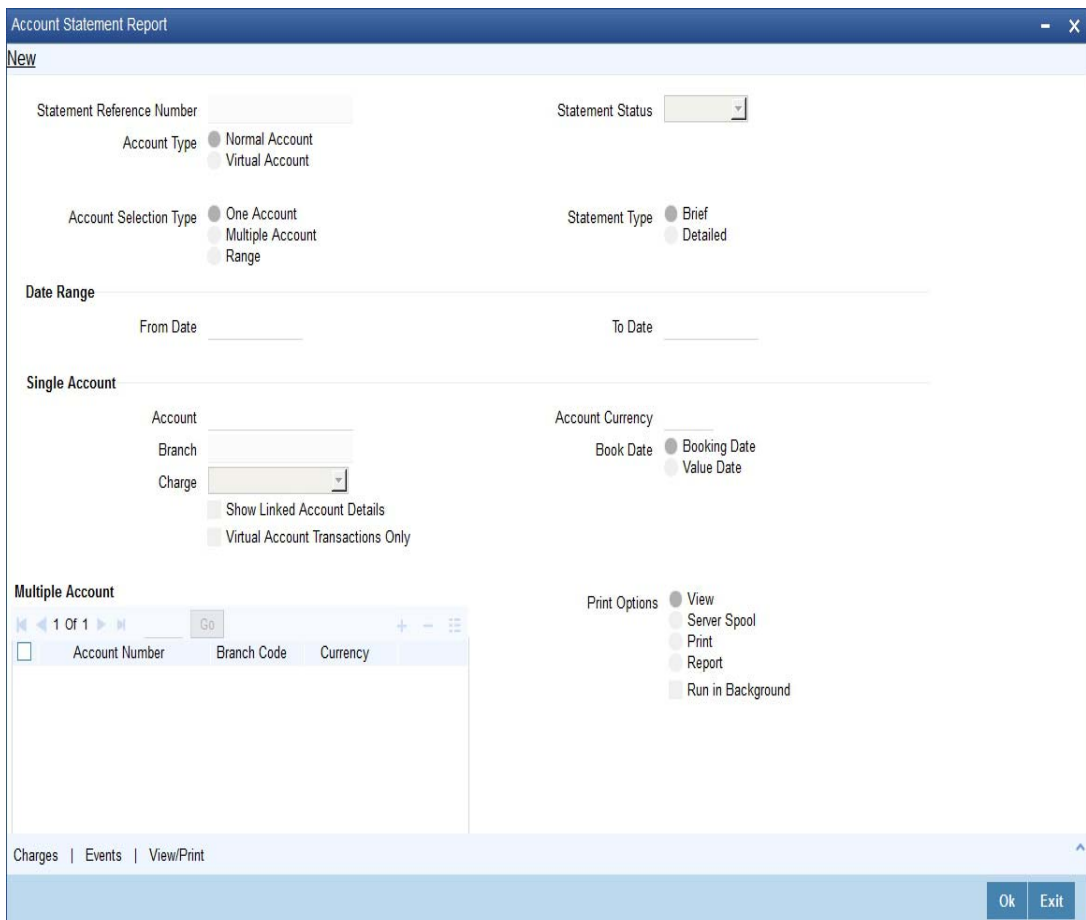 Account Statement Report
New
Statement Reference Number
Statement Status
Account Type
Normal Account
Virtual Account
Account Selection Type
One Account
Multiple Account
Range
Statement Type
Brief
Detailed
Date Range
From Date
To Date
Single Account
Account
Account Currency
Branch
Book Date
Booking Date
Value Date
Charge
Show Linked Account Details
Virtual Account Transactions Only
Multiple Account
1 Of 1
Go
Account Number Branch Code Currency
Print Options
View
Server Spool
Print
Report
Run in Background
Charges | Events | View/Print
Ok Exit